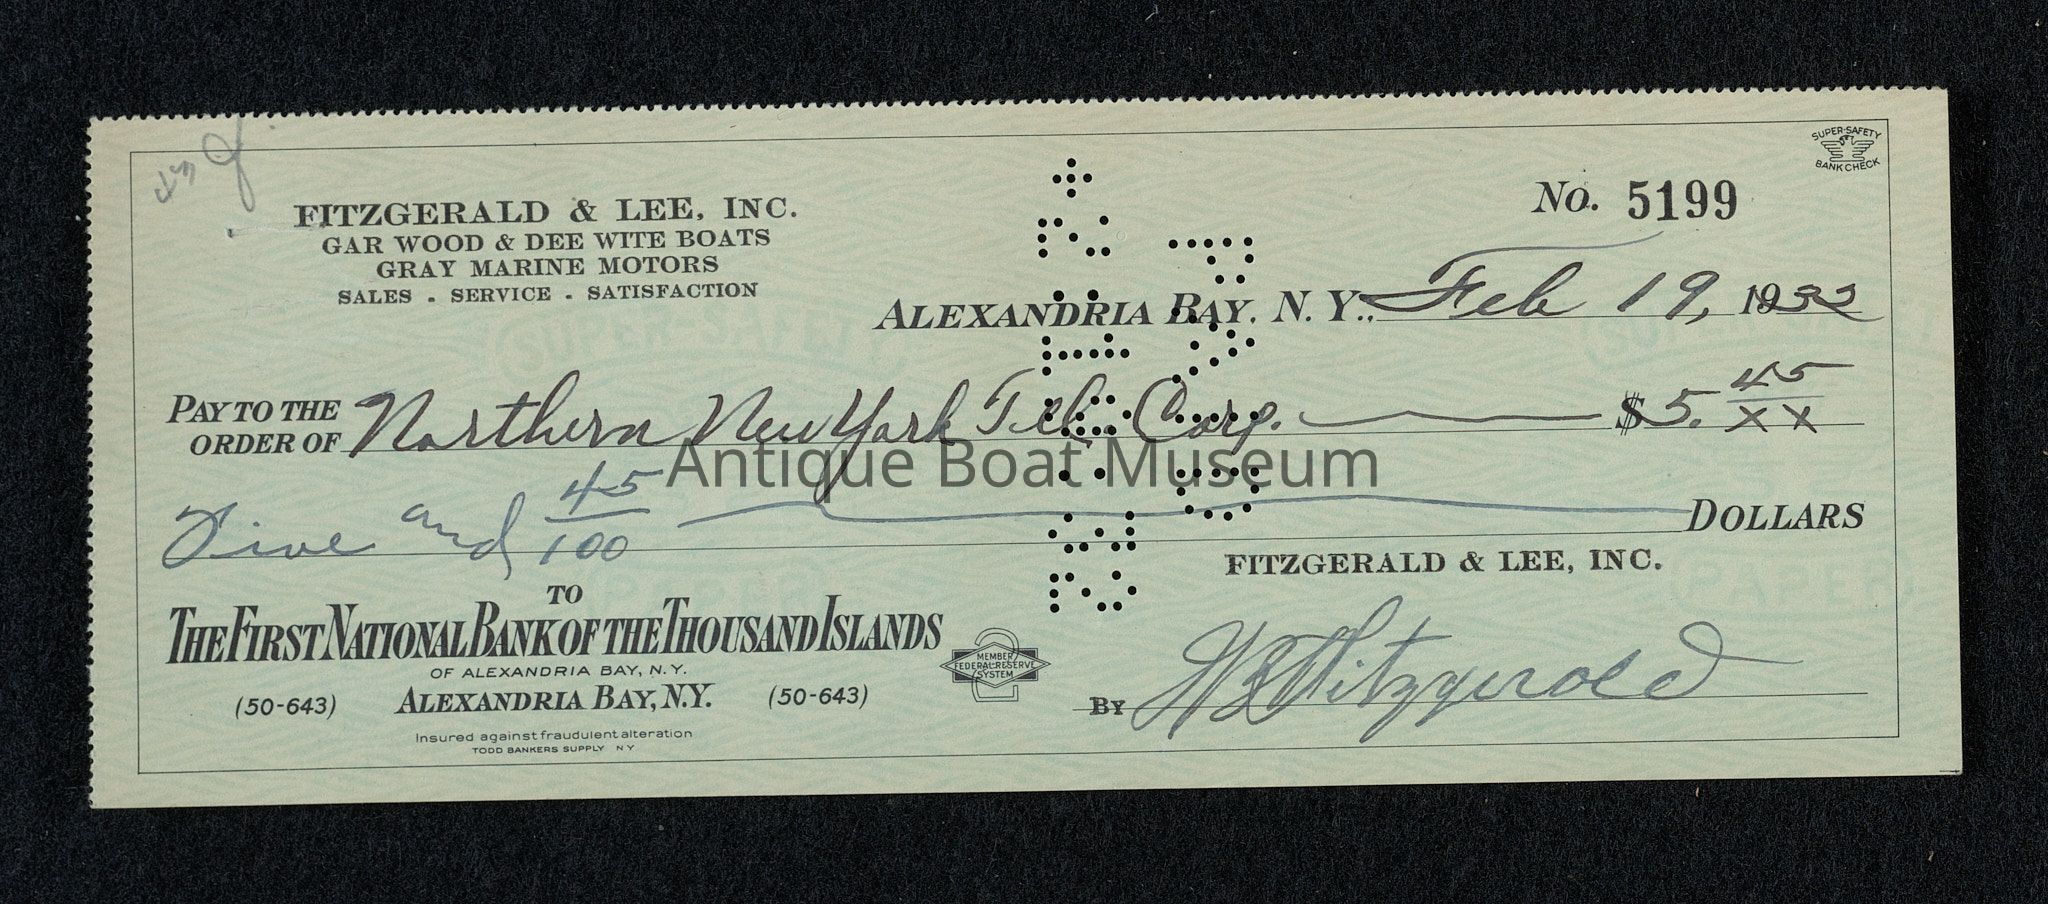 SUPER-SAFETY
BANK CHECK
FITZGERALD & LEE, INC.
GAR WOOD & DEE WITE BOATS
GRAY MARINE MOTORS
SALES . SERVICE . SATISFACTION
No. 5199
ALEXANDRIA BAY, N. Y., Feb 19, 1932
PAY TO THE
ORDER OF Northern New York Tel. Corp. $5. 45/XX
Antique Boat Museum
Five and 45/100 DOLLARS
FITZGERALD & LEE, INC.
TO
THE FIRST NATIONAL BANK OF THE THOUSAND ISLANDS
OF ALEXANDRIA BAY, N.Y.
(50-643) ALEXANDRIA BAY, N.Y. (50-643)
MEMBER
FEDERAL RESERVE
SYSTEM
BY Fitzgerald
Insured against fraudulent alteration
TODD BANKERS SUPPLY NY